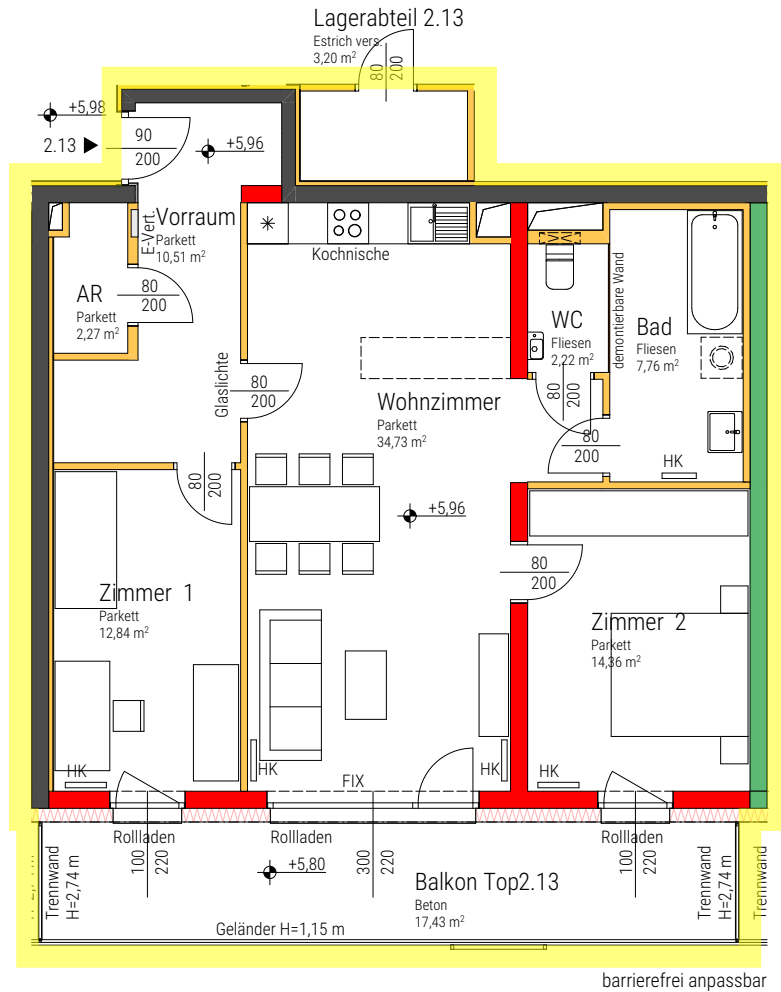 Lagerabteil 2.13
Estrich vers.
3,20 m²
80
200
+5,98
2.13
90
200
+5,96
E-Vert.
Vorraum
Parkett
10,51 m²
Kochnische
AR
Parkett
2,27 m²
80
200
WC
Fliesen
2,22 m²
demontierbare Wand
Bad
Fliesen
7,76 m²
Glaslichte
80
200
Wohnzimmer
Parkett
34,73 m²
80
200
80
200
HK
80
200
+5,96
80
200
Zimmer 1
Parkett
12,84 m²
Zimmer 2
Parkett
14,36 m²
HK
HK
FIX
HK
HK
Rollladen
Rollladen
Rollladen
100
220
300
220
100
220
+5,80
Trennwand
H=2,74 m
Balkon Top2.13
Beton
17,43 m²
Trennwand
H=2,74 m
Trennwand
Geländer H=1,15 m
barrierefrei anpassbar